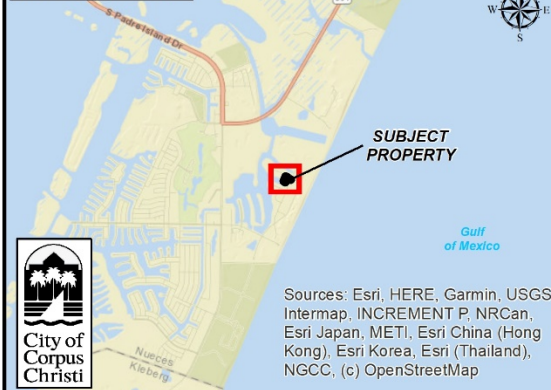 W
E
S
S Padre Island Dr
SUBJECT
PROPERTY
Gulf
of Mexico
Sources: Esri, HERE, Garmin, USGS
Intermap, INCREMENT P, NRCan,
Esri Japan, METI, Esri China (Hong
Kong), Esri Korea, Esri (Thailand),
NGCC, (c) OpenStreetMap
City of
Corpus
Christi
Nueces
Kleberg